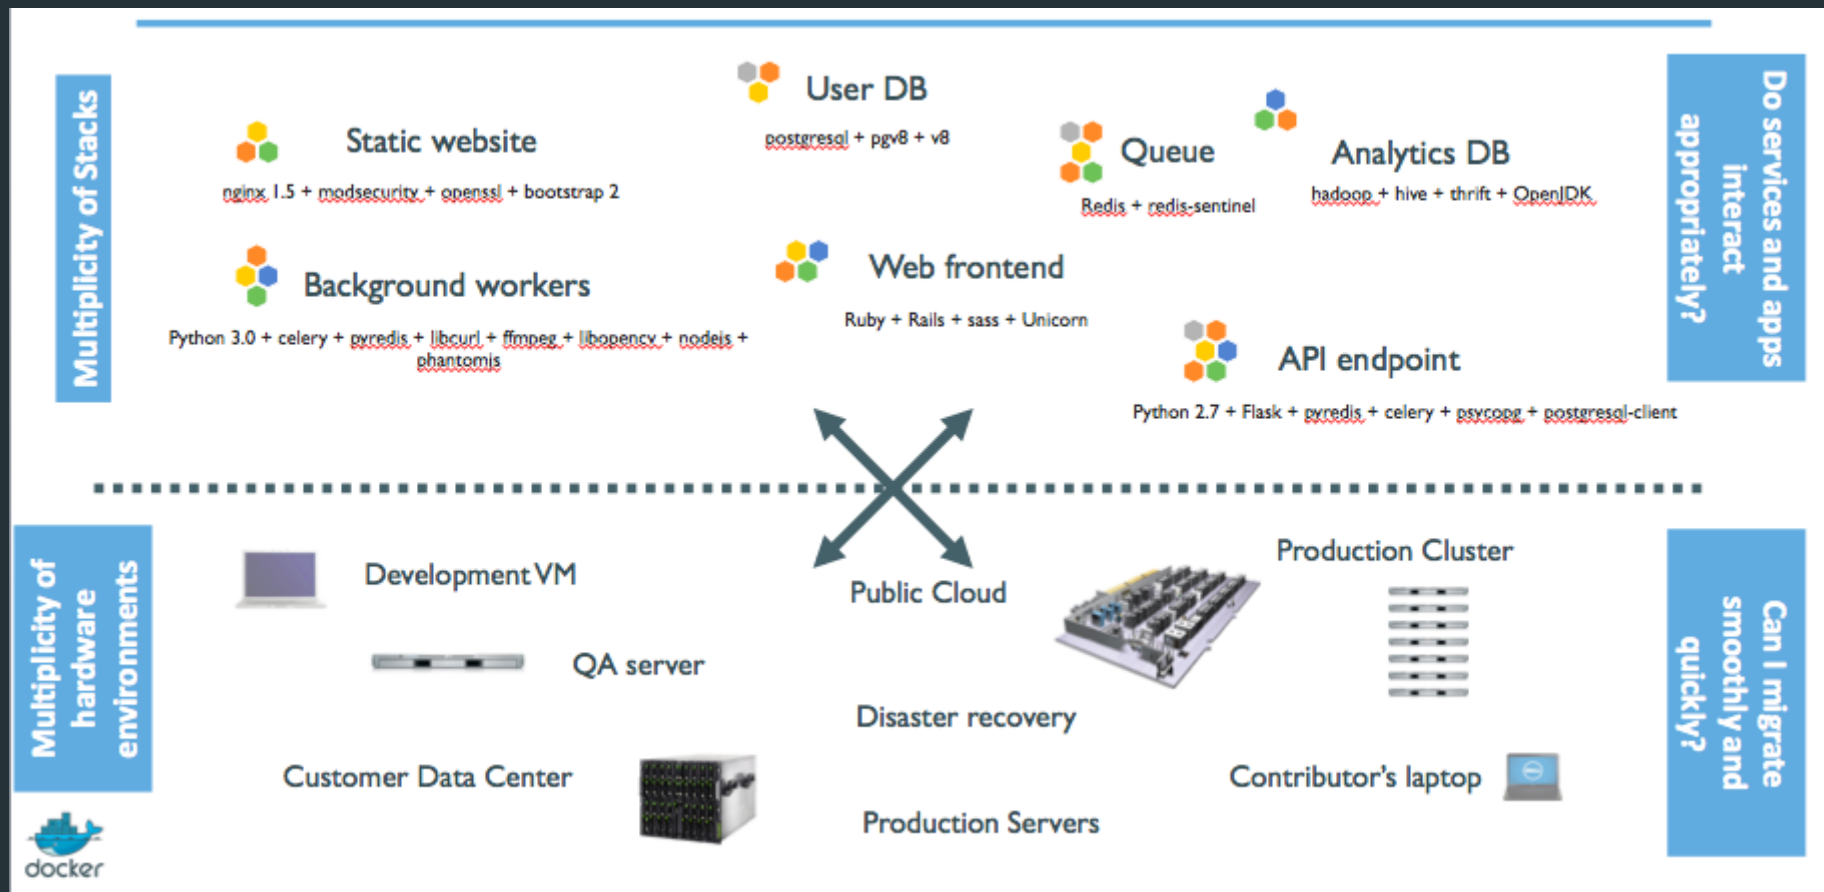 Multiplicity of Stacks
Static website
nginx 1.5 + modsecurity + openssl + bootstrap 2
User DB
postgresql + pgv8 + v8
Queue
Redis + redis-sentinel
Analytics DB
hadoop + hive + thrift + OpenJDK
Background workers
Python 3.0 + celery + pyredis + libcurl + ffmpeg + libopencv + nodejs +
phantomjs
Web frontend
Ruby + Rails + sass + Unicorn
API endpoint
Python 2.7 + Flask + pyredis + celery + psycopg + postgresql-client
Do services and apps
interact
appropriately?
Multiplicity of
hardware
environments
Development VM
QA server
Customer Data Center
Public Cloud
Disaster recovery
Production Servers
Production Cluster
Contributor's laptop
Can I migrate
smoothly and
quickly?
docker